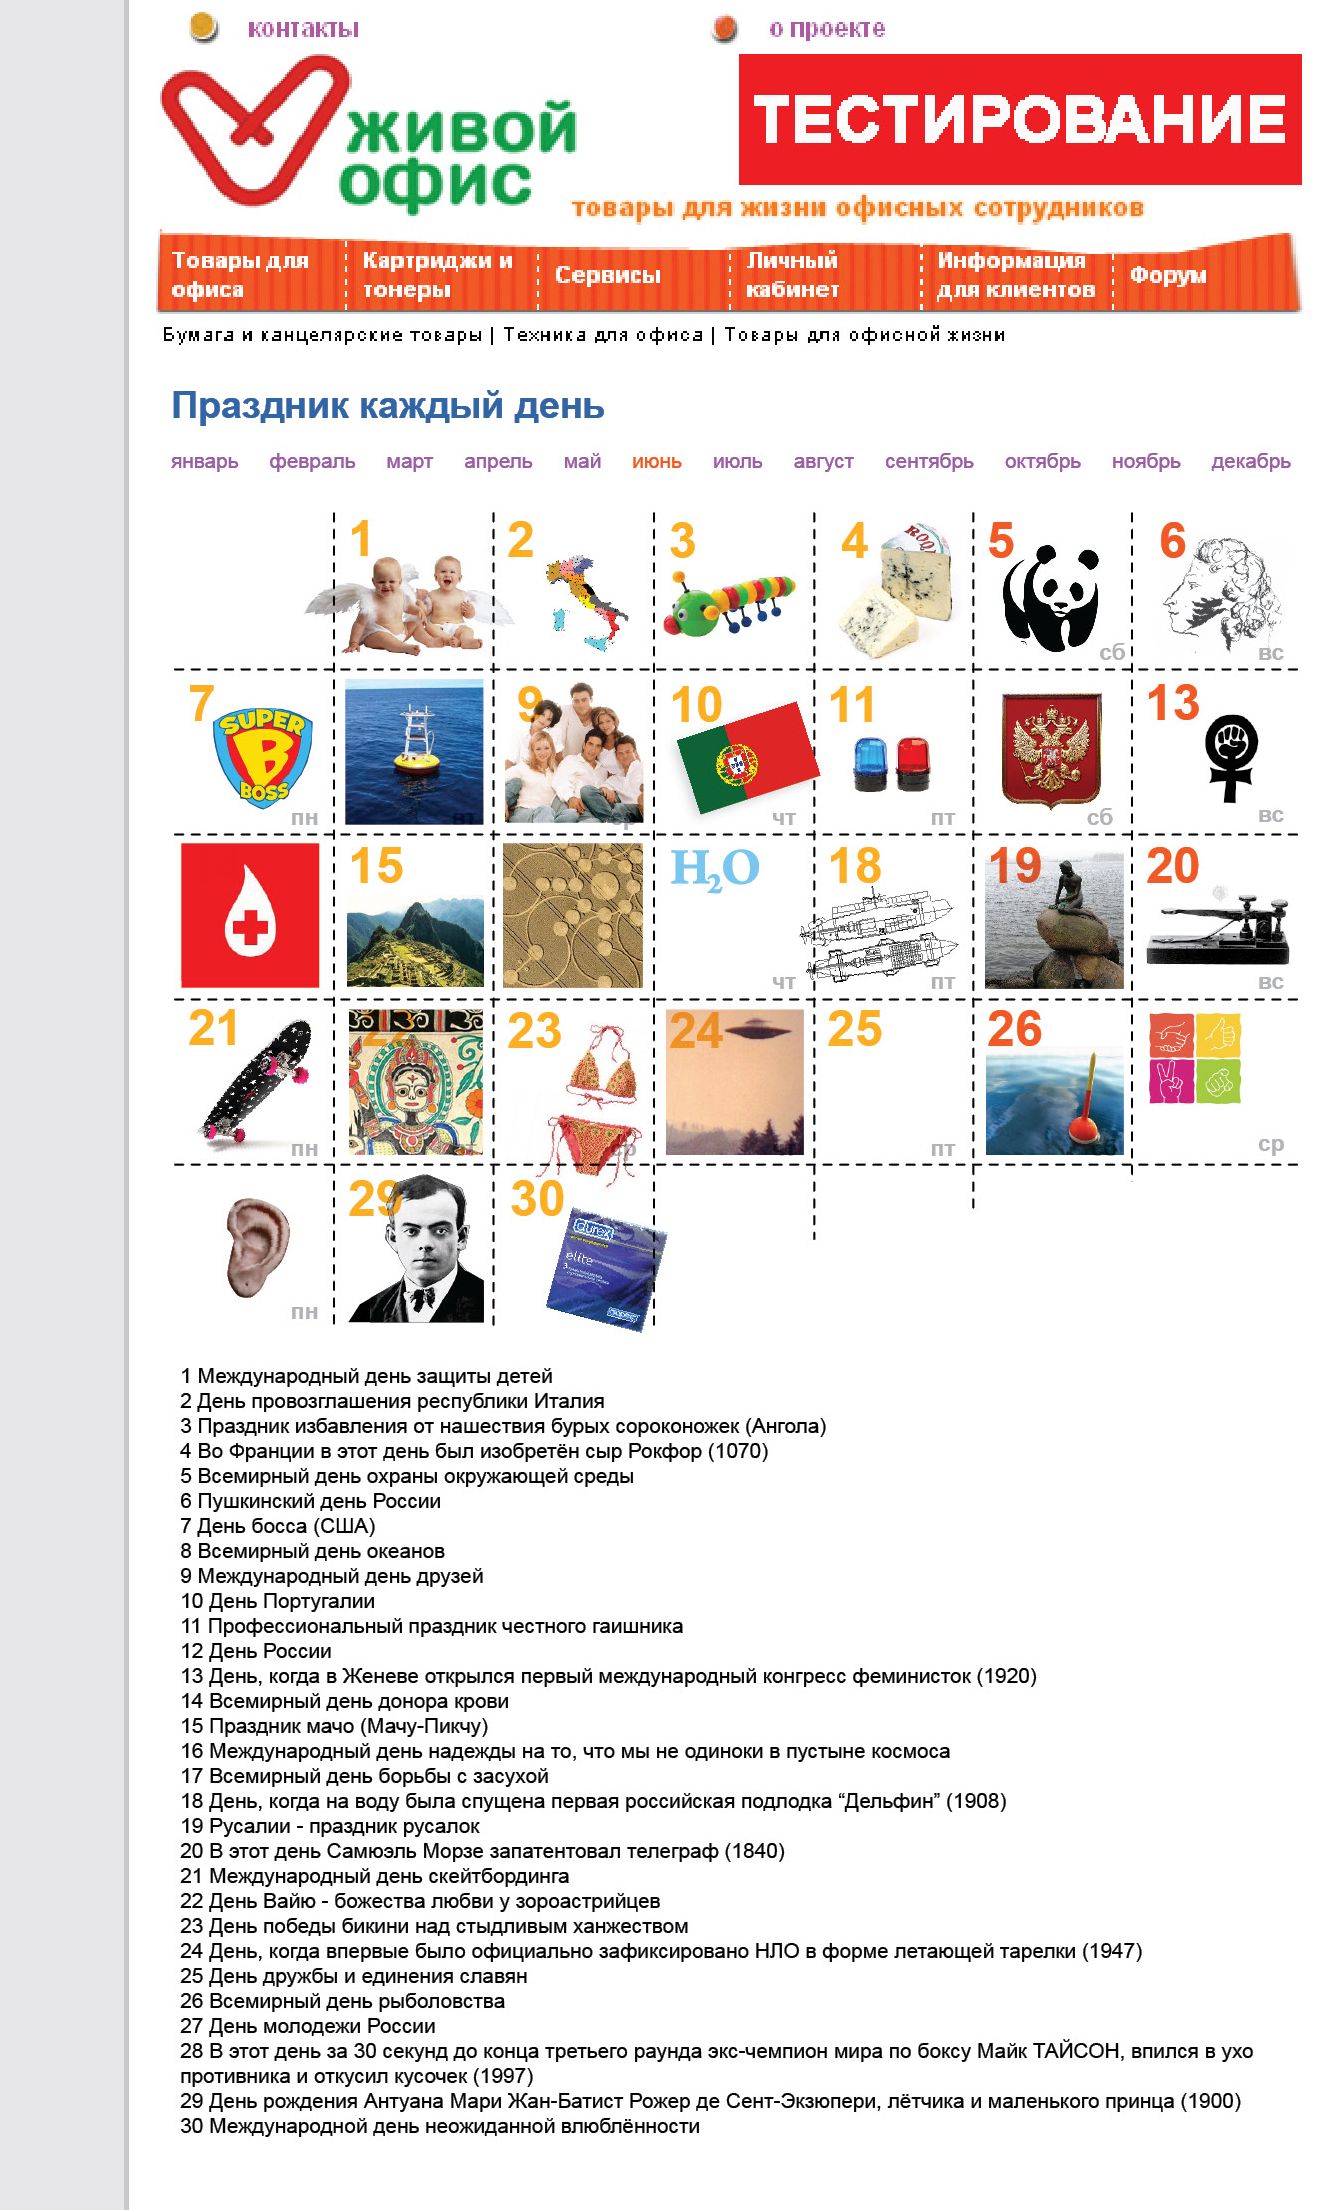 контакты
о проекте
живой
офис
ТЕСТИРОВАНИЕ
товары для жизни офисных сотрудников
Товары для офиса
Картриджи и тонеры
Сервисы
Личный кабинет
Информация для клиентов
Форум
Бумага и канцелярские товары | Техника для офиса | Товары для офисной жизни
Праздник каждый день
январь февраль март апрель май июнь июль август сентябрь октябрь ноябрь декабрь
1 2 3 4 5 6
ROQ
сб вс
7 9 10 11 13
SUPER
B
BOSS
пн вт ср чт пт сб вс
15 H₂O 18 19 20
чт пт вс
21 22 23 24 25 26
пн ср пт ср
29 30
durex
elite
3
пн
1 Международный день защиты детей
2 День провозглашения республики Италия
3 Праздник избавления от нашествия бурых сороконожек (Ангола)
4 Во Франции в этот день был изобретён сыр Рокфор (1070)
5 Всемирный день охраны окружающей среды
6 Пушкинский день России
7 День босса (США)
8 Всемирный день океанов
9 Международный день друзей
10 День Португалии
11 Профессиональный праздник честного гаишника
12 День России
13 День, когда в Женеве открылся первый международный конгресс феминисток (1920)
14 Всемирный день донора крови
15 Праздник мачо (Мачу-Пикчу)
16 Международный день надежды на то, что мы не одиноки в пустыне космоса
17 Всемирный день борьбы с засухой
18 День, когда на воду была спущена первая российская подлодка “Дельфин” (1908)
19 Русалии - праздник русалок
20 В этот день Самюэль Морзе запатентовал телеграф (1840)
21 Международный день скейтбординга
22 День Вайю - божества любви у зороастрийцев
23 День победы бикини над стыдливым ханжеством
24 День, когда впервые было официально зафиксировано НЛО в форме летающей тарелки (1947)
25 День дружбы и единения славян
26 Всемирный день рыболовства
27 День молодежи России
28 В этот день за 30 секунд до конца третьего раунда экс-чемпион мира по боксу Майк ТАЙСОН, впился в ухо
противника и откусил кусочек (1997)
29 День рождения Антуана Мари Жан-Батист Рожер де Сент-Экзюпери, лётчика и маленького принца (1900)
30 Международной день неожиданной влюблённости